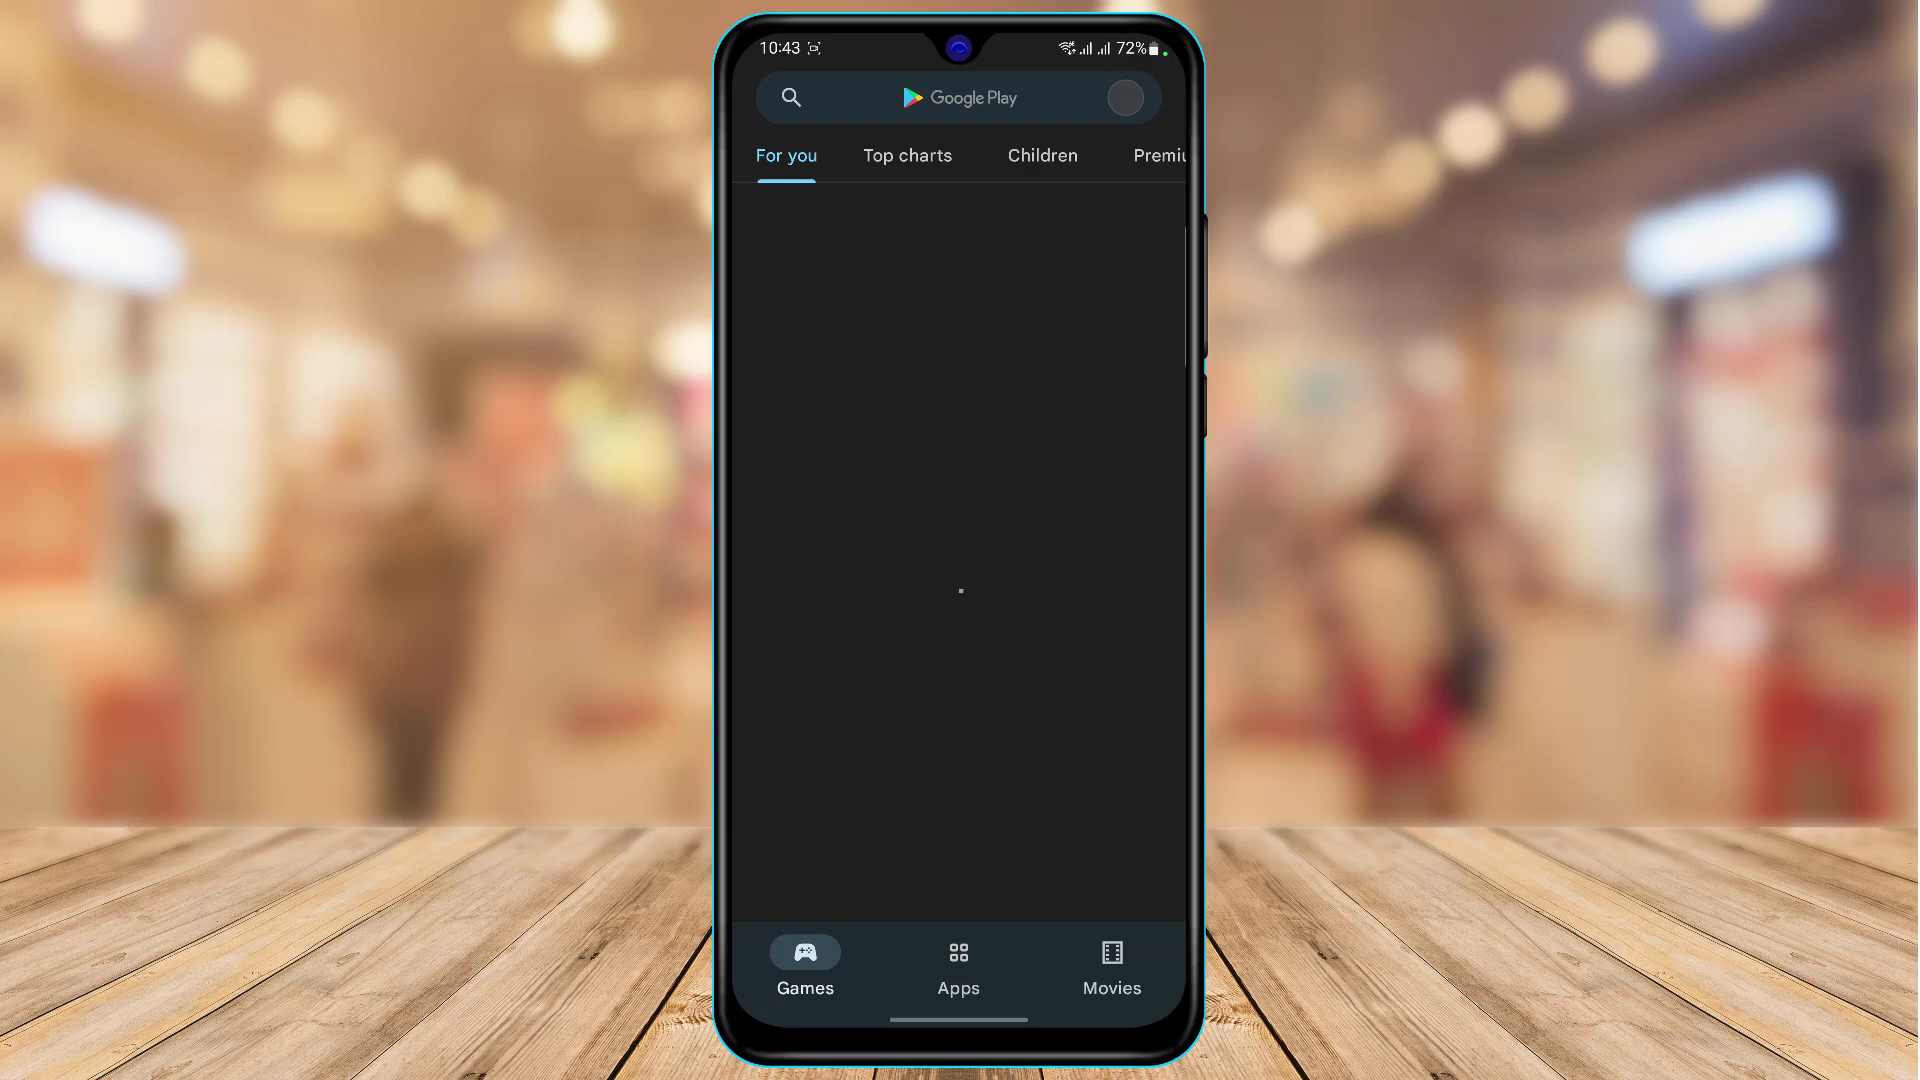 10:43
72%
Google Play
For you
Top charts
Children
Premiu
Games
Apps
Movies